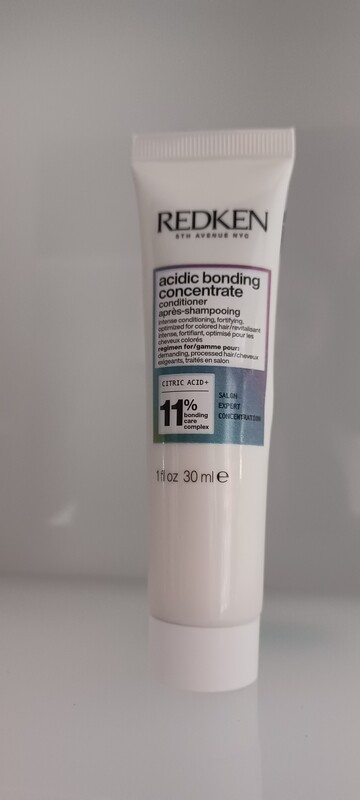 REDKEN
5TH AVENUE NYC
acidic bonding
concentrate
conditioner
après-shampooing
intense conditioning, fortifying,
optimized for colored hair/revitalisant
intense, fortifiant, optimisé pour les
cheveux colorés
regimen for/gamme pour:
demanding, processed hair/cheveux
exigeants, traités en salon
CITRIC ACID+
11%
bonding
care
complex
SALON
EXPERT
CONCENTRATION
1 fl oz 30 ml e